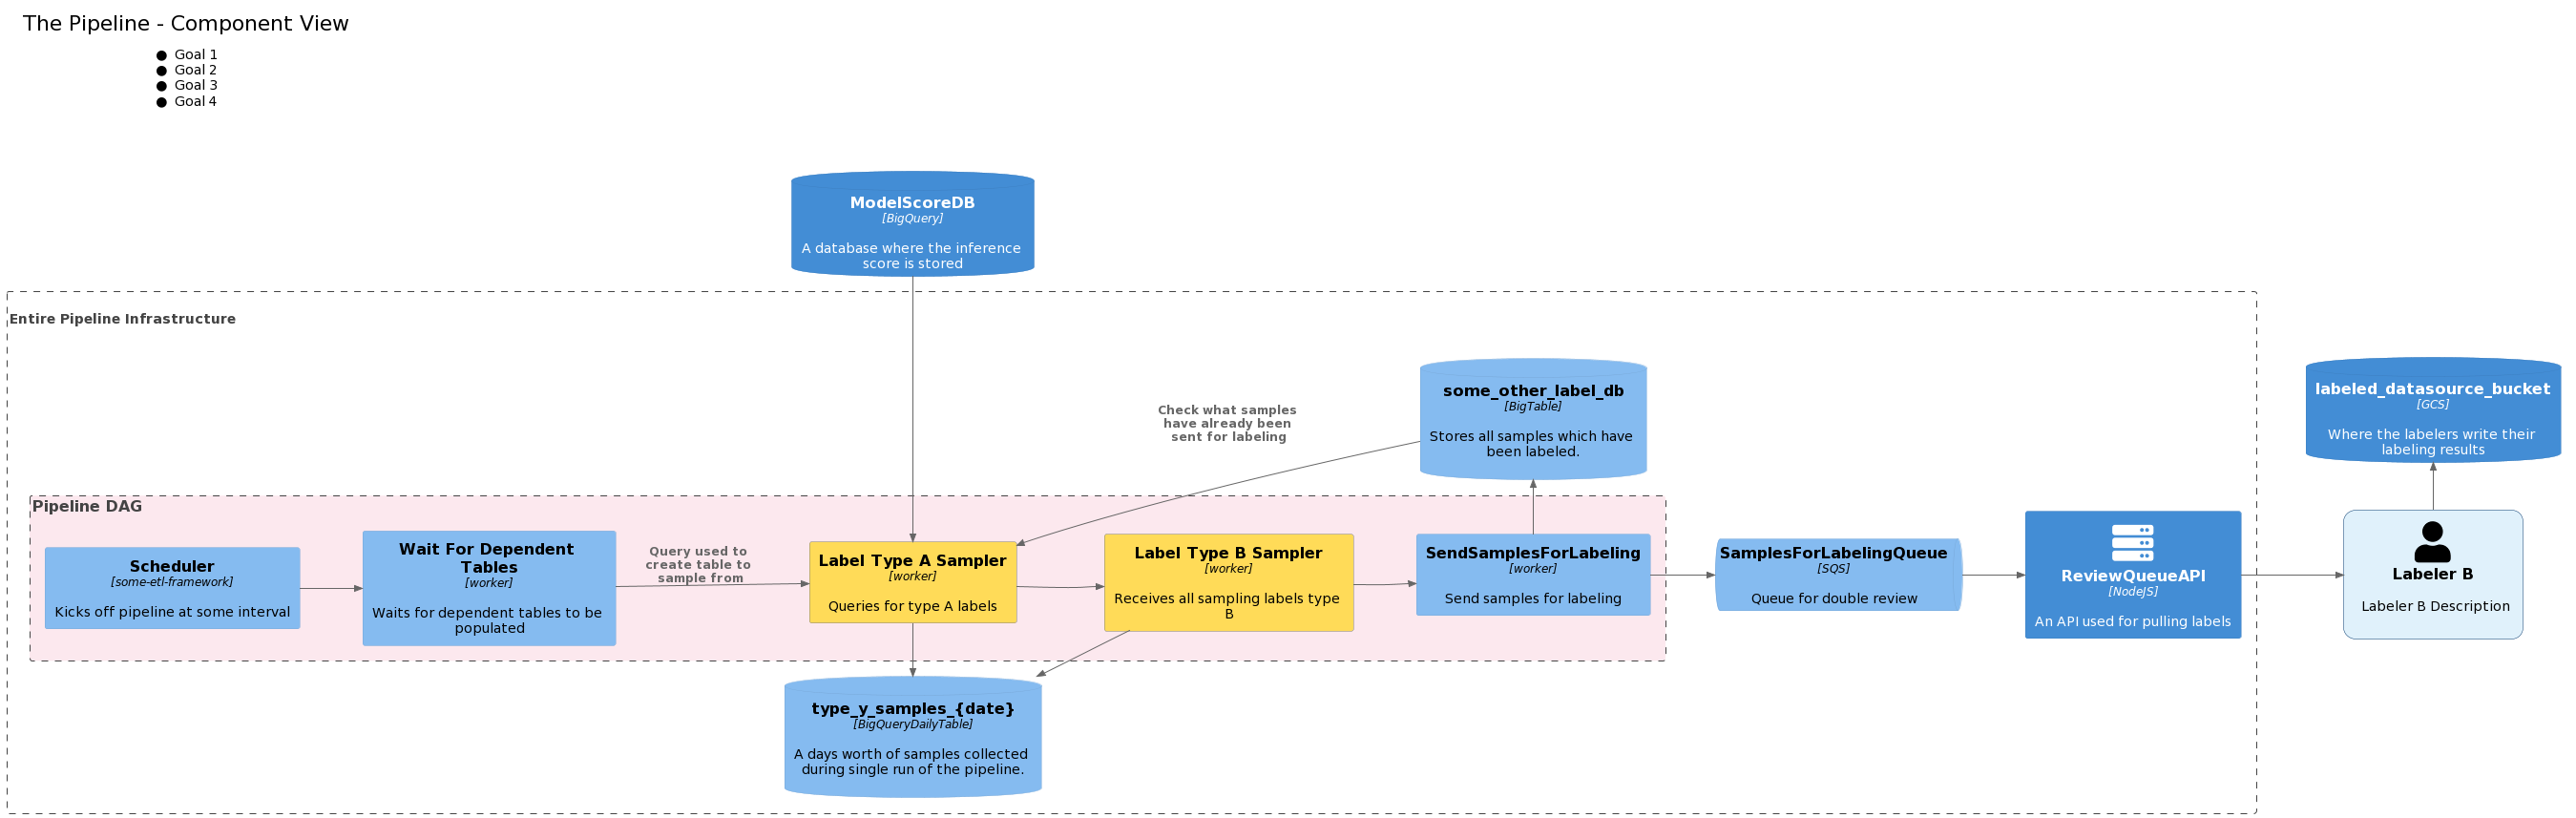 The Pipeline - Component View
● Goal 1
● Goal 2
● Goal 3
● Goal 4
ModelScoreDB
[BigQuery]
A database where the inference
score is stored
Entire Pipeline Infrastructure
some_other_label_db
[BigTable]
Stores all samples which have
been labeled.
labeled_datasource_bucket
[GCS]
Where the labelers write their
labeling results
Check what samples
have already been
sent for labeling
Pipeline DAG
Scheduler
[some-etl-framework]
Kicks off pipeline at some interval
Wait For Dependent
Tables
[worker]
Waits for dependent tables to be
populated
Query used to
create table to
sample from
Label Type A Sampler
[worker]
Queries for type A labels
Label Type B Sampler
[worker]
Receives all sampling labels type
B
SendSamplesForLabeling
[worker]
Send samples for labeling
SamplesForLabelingQueue
[SQS]
Queue for double review
ReviewQueueAPI
[NodeJS]
An API used for pulling labels
Labeler B
Labeler B Description
type_y_samples_{date}
[BigQueryDailyTable]
A days worth of samples collected
during single run of the pipeline.